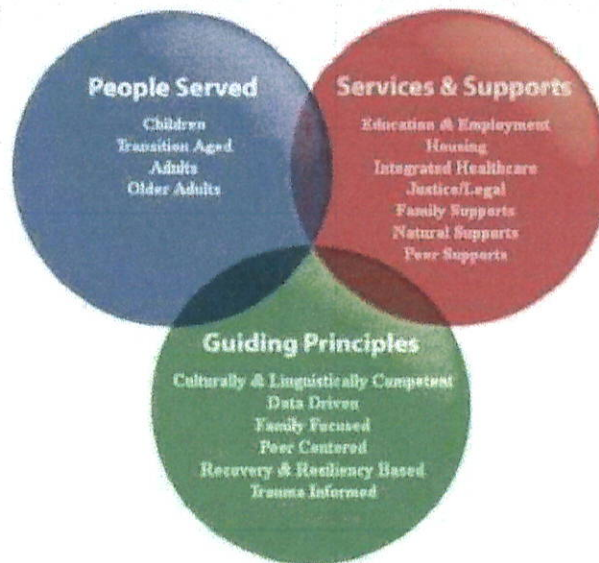 People Served
Children
Transition Aged
Adults
Older Adults
Services & Supports
Education & Employment
Housing
Integrated Healthcare
Justice/Legal
Family Supports
Natural Supports
Peer Supports
Guiding Principles
Culturally & Linguistically Competent
Data Driven
Family Focused
Peer Centered
Recovery & Resiliency Based
Trauma Informed